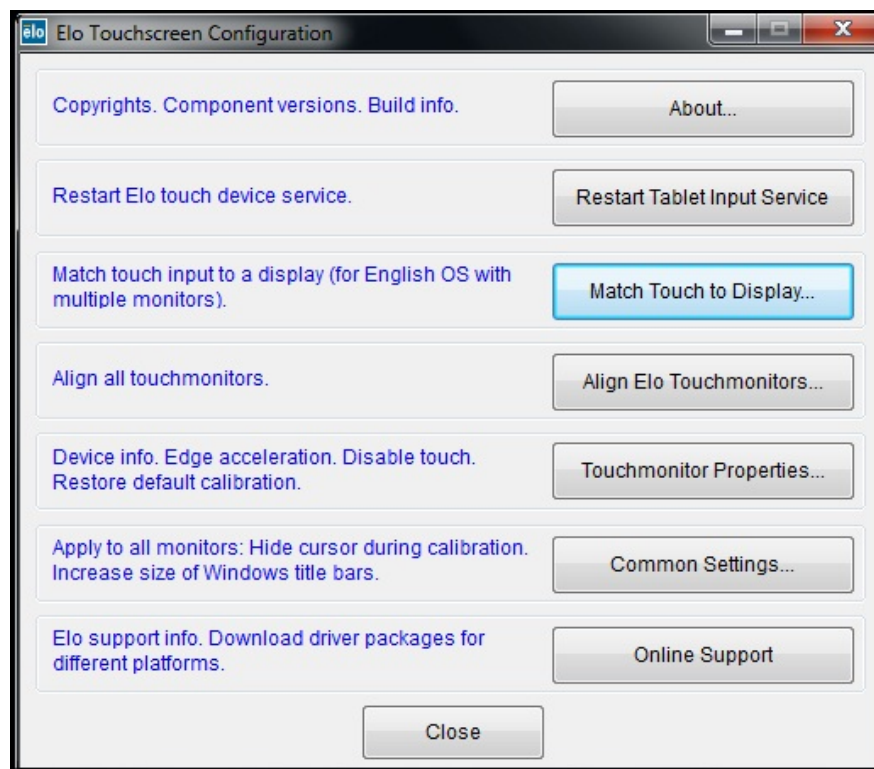 elo Elo Touchscreen Configuration
Copyrights. Component versions. Build info.
About...
Restart Elo touch device service.
Restart Tablet Input Service
Match touch input to a display (for English OS with
multiple monitors).
Match Touch to Display...
Align all touchmonitors.
Align Elo Touchmonitors...
Device info. Edge acceleration. Disable touch.
Restore default calibration.
Touchmonitor Properties...
Apply to all monitors: Hide cursor during calibration.
Increase size of Windows title bars.
Common Settings...
Elo support info. Download driver packages for
different platforms.
Online Support
Close